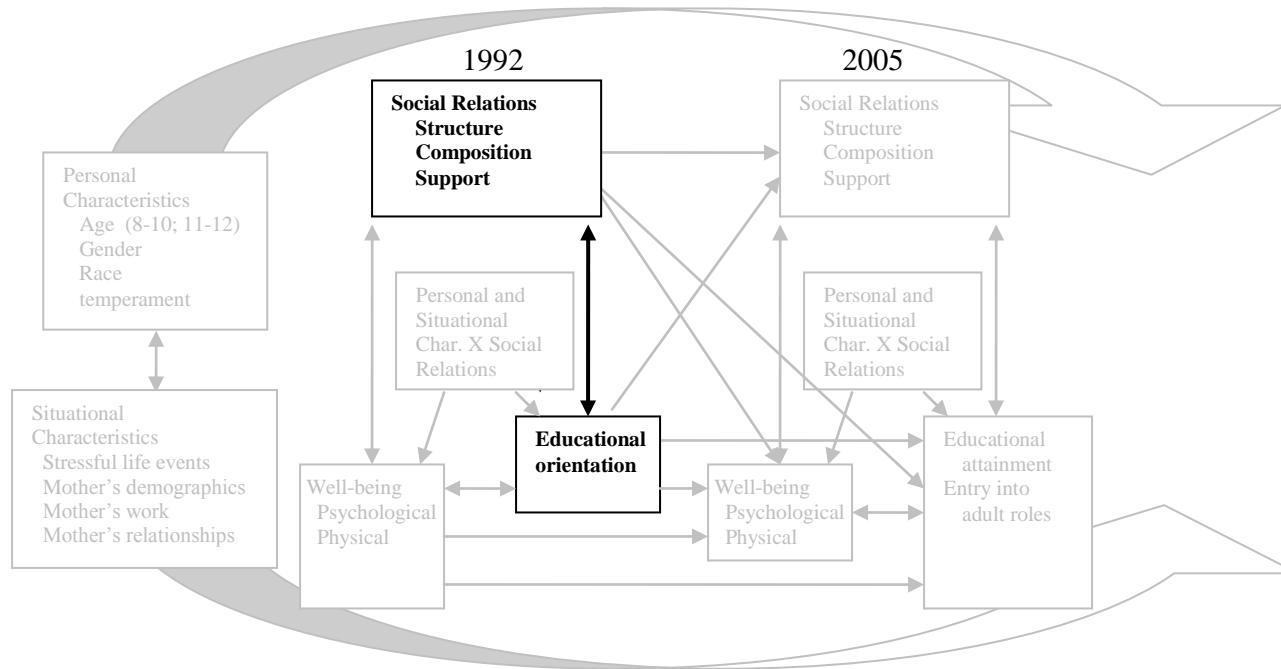 1992
2005
Social Relations
Structure
Composition
Support
Social Relations
Structure
Composition
Support
Personal
Characteristics
Age (8-10; 11-12)
Gender
Race
temperament
Personal and
Situational
Char. X Social
Relations
Personal and
Situational
Char. X Social
Relations
Situational
Characteristics
Stressful life events
Mother's demographics
Mother's work
Mother's relationships
Educational
orientation
Educational
attainment
Entry into
adult roles
Well-being
Psychological
Physical
Well-being
Psychological
Physical